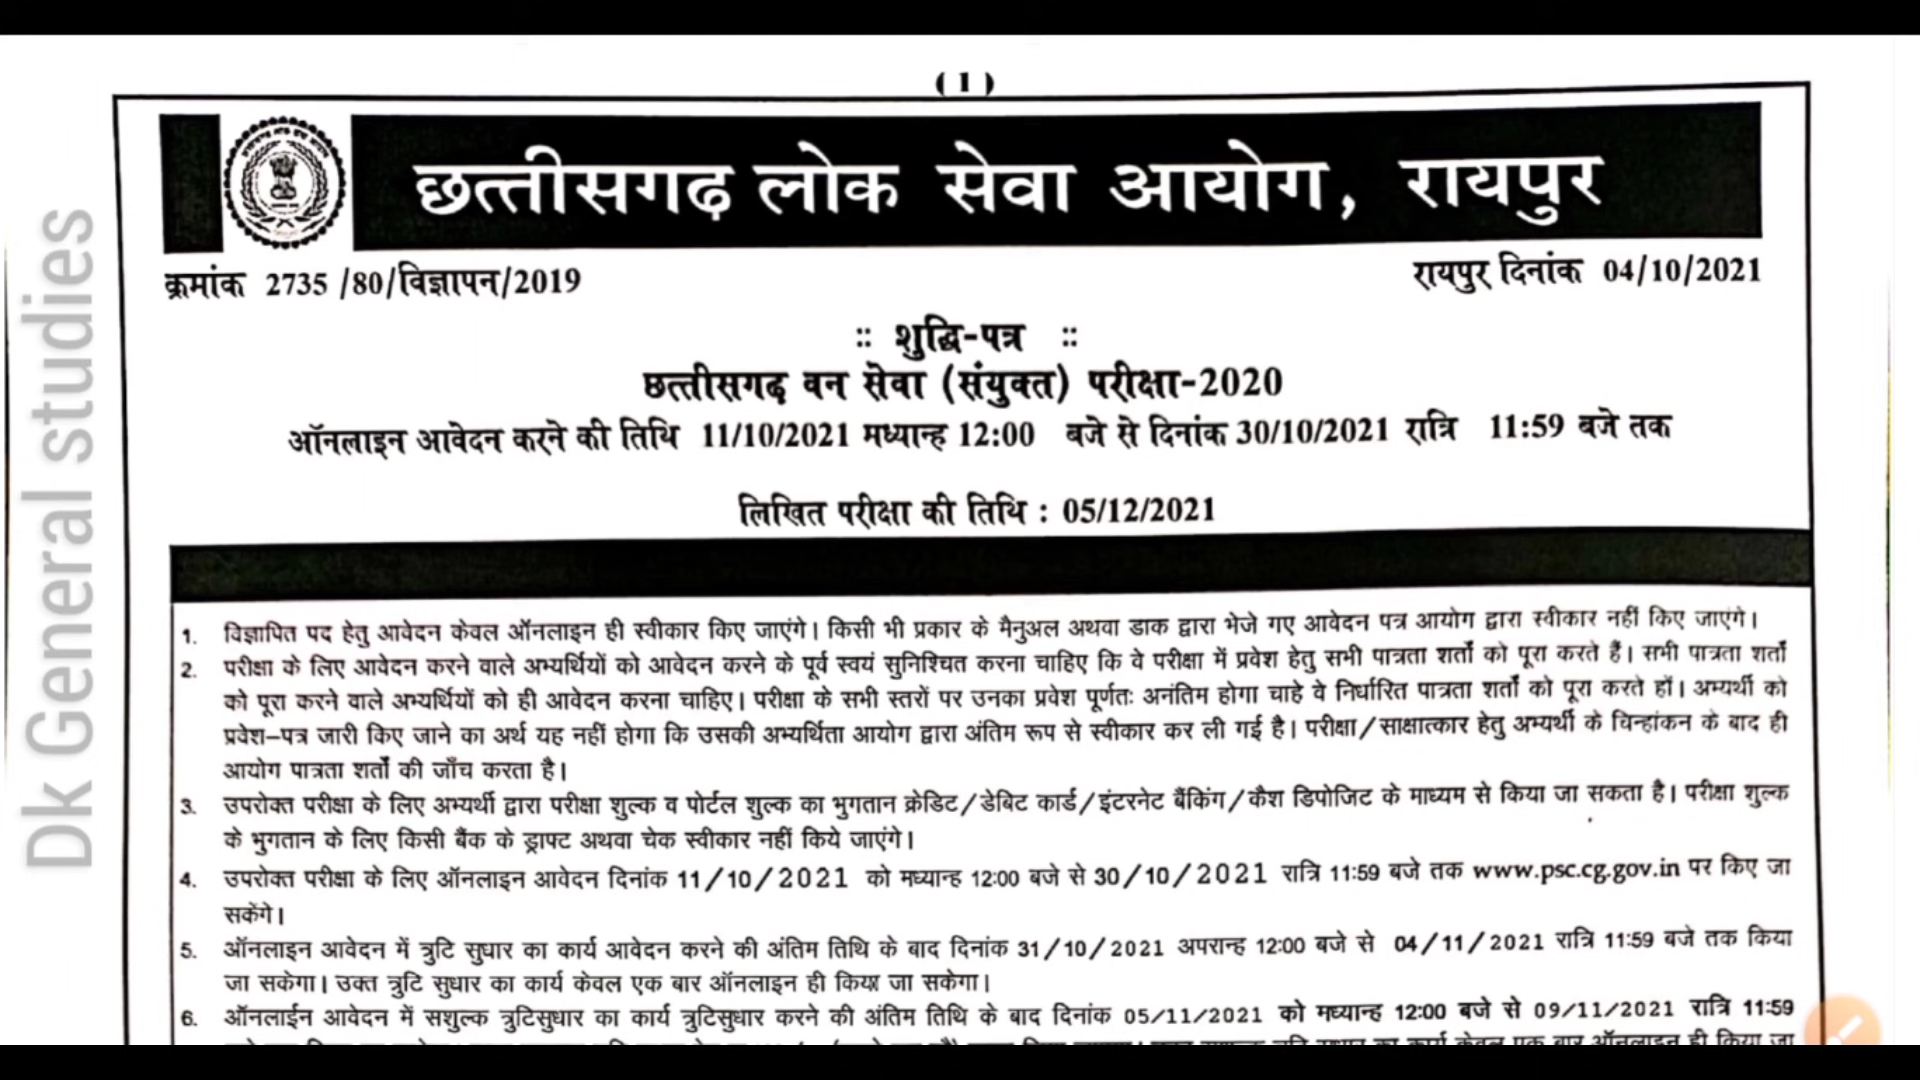 ( 1 )
छत्तीसगढ़ लोक सेवा आयोग, रायपुर
क्रमांक 2735 /80/विज्ञापन/2019
रायपुर दिनांक 04/10/2021
:: शुद्धि-पत्र ::
छत्तीसगढ़ वन सेवा (संयुक्त) परीक्षा-2020
ऑनलाइन आवेदन करने की तिथि 11/10/2021 मध्यान्ह 12:00 बजे से दिनांक 30/10/2021 रात्रि 11:59 बजे तक
लिखित परीक्षा की तिथि : 05/12/2021
1. विज्ञापित पद हेतु आवेदन केवल ऑनलाइन ही स्वीकार किए जाएंगे। किसी भी प्रकार के मैनुअल अथवा डाक द्वारा भेजे गए आवेदन पत्र आयोग द्वारा स्वीकार नहीं किए जाएंगे।
2. परीक्षा के लिए आवेदन करने वाले अभ्यर्थियों को आवेदन करने के पूर्व स्वयं सुनिश्चित करना चाहिए कि वे परीक्षा में प्रवेश हेतु सभी पात्रता शर्तों को पूरा करते हैं। सभी पात्रता शर्तों
को पूरा करने वाले अभ्यर्थियों को ही आवेदन करना चाहिए। परीक्षा के सभी स्तरों पर उनका प्रवेश पूर्णतः अनंतिम होगा चाहे वे निर्धारित पात्रता शर्तों को पूरा करते हों। अभ्यर्थी को
प्रवेश–पत्र जारी किए जाने का अर्थ यह नहीं होगा कि उसकी अभ्यर्थिता आयोग द्वारा अंतिम रूप से स्वीकार कर ली गई है। परीक्षा/साक्षात्कार हेतु अभ्यर्थी के चिन्हांकन के बाद ही
आयोग पात्रता शर्तों की जाँच करता है।
3. उपरोक्त परीक्षा के लिए अभ्यर्थी द्वारा परीक्षा शुल्क व पोर्टल शुल्क का भुगतान क्रेडिट/डेबिट कार्ड/इंटरनेट बैंकिंग/कैश डिपोजिट के माध्यम से किया जा सकता है। परीक्षा शुल्क
के भुगतान के लिए किसी बैंक के ड्राफ्ट अथवा चेक स्वीकार नहीं किये जाएंगे।
4. उपरोक्त परीक्षा के लिए ऑनलाइन आवेदन दिनांक 11/10/2021 को मध्यान्ह 12:00 बजे से 30/10/2021 रात्रि 11:59 बजे तक www.psc.cg.gov.in पर किए जा
सकेंगे।
5. ऑनलाइन आवेदन में त्रुटि सुधार का कार्य आवेदन करने की अंतिम तिथि के बाद दिनांक 31/10/2021 अपरान्ह 12:00 बजे से 04/11/2021 रात्रि 11:59 बजे तक किया
जा सकेगा। उक्त त्रुटि सुधार का कार्य केवल एक बार ऑनलाइन ही किया जा सकेगा।
6. ऑनलाईन आवेदन में सशुल्क त्रुटिसुधार का कार्य त्रुटिसुधार करने की अंतिम तिथि के बाद दिनांक 05/11/2021 को मध्यान्ह 12:00 बजे से 09/11/2021 रात्रि 11:59
Dk General studies